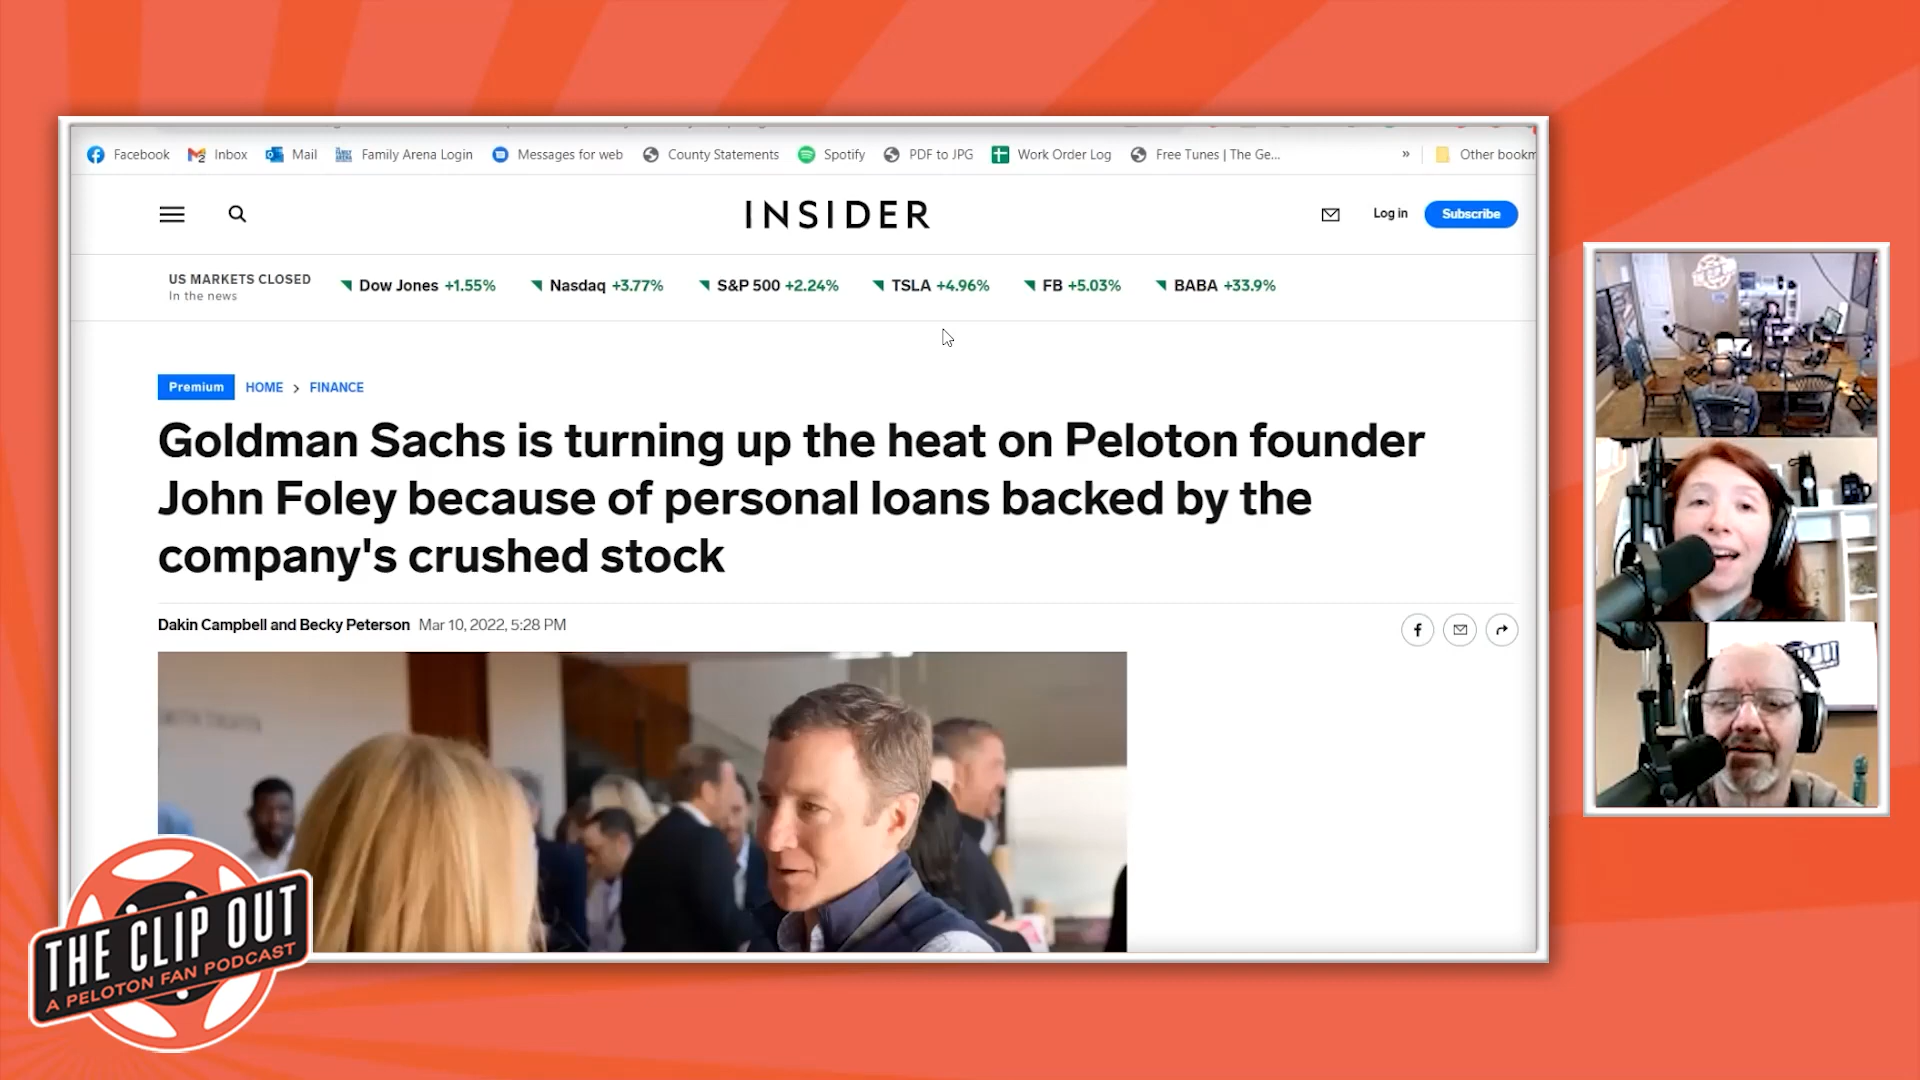 Facebook
Inbox
Mail
Family Arena Login
Messages for web
County Statements
Spotify
PDF to JPG
Work Order Log
Free Tunes | The Ge...
»
Other bookm
INSIDER
Log in
Subscribe
US MARKETS CLOSED
In the news
Dow Jones +1.55%
Nasdaq +3.77%
S&P 500 +2.24%
TSLA +4.96%
FB +5.03%
BABA +33.9%
Premium
HOME > FINANCE
Goldman Sachs is turning up the heat on Peloton founder
John Foley because of personal loans backed by the
company's crushed stock
Dakin Campbell and Becky Peterson Mar 10, 2022, 5:28 PM
THE CLIP OUT
A PELOTON FAN PODCAST